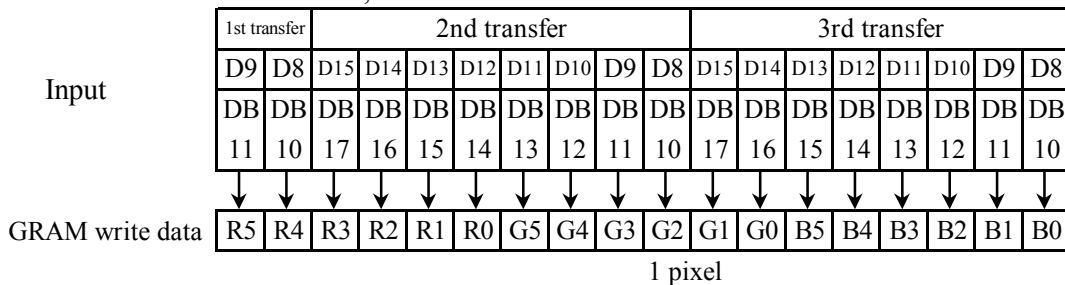 1st transfer 2nd transfer 3rd transfer
Input
D9 D8 D15 D14 D13 D12 D11 D10 D9 D8 D15 D14 D13 D12 D11 D10 D9 D8
DB DB DB DB DB DB DB DB DB DB DB DB DB DB DB DB DB DB
11 10 17 16 15 14 13 12 11 10 17 16 15 14 13 12 11 10
GRAM write data R5 R4 R3 R2 R1 R0 G5 G4 G3 G2 G1 G0 B5 B4 B3 B2 B1 B0
1 pixel